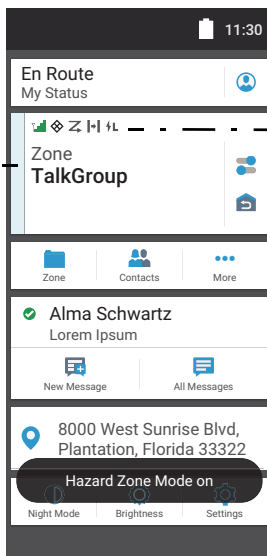 11:30
En Route
My Status
Zone
TalkGroup
Zone Contacts More
Alma Schwartz
Lorem Ipsum
New Message All Messages
8000 West Sunrise Blvd,
Plantation, Florida 33322
Hazard Zone Mode on
Night Mode Brightness Settings